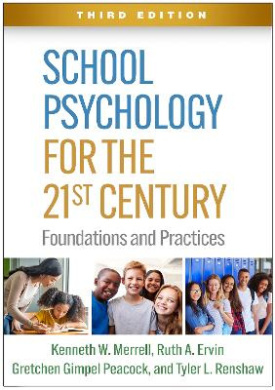 THIRD EDITION
SCHOOL
PSYCHOLOGY
FOR THE
21ST CENTURY
Foundations and Practices
Kenneth W. Merrell, Ruth A. Ervin
Gretchen Gimpel Peacock, and Tyler L. Renshaw